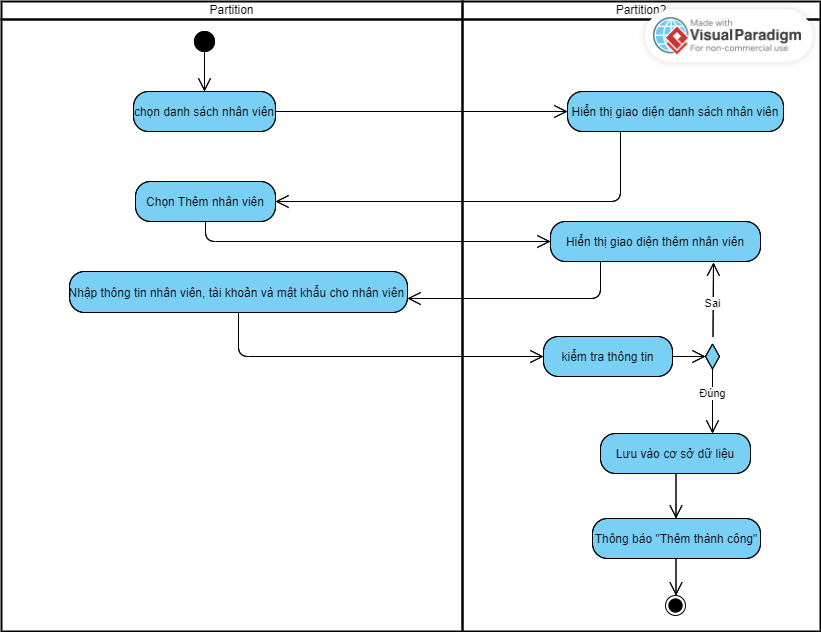 Partition
Partition2
Made with
Visual Paradigm
For non-commercial use
chọn danh sách nhân viên
Hiển thị giao diện danh sách nhân viên
Chọn Thêm nhân viên
Hiển thị giao diện thêm nhân viên
Nhập thông tin nhân viên, tài khoản và mật khẩu cho nhân viên
Sai
kiểm tra thông tin
Đúng
Lưu vào cơ sở dữ liệu
Thông báo "Thêm thành công"